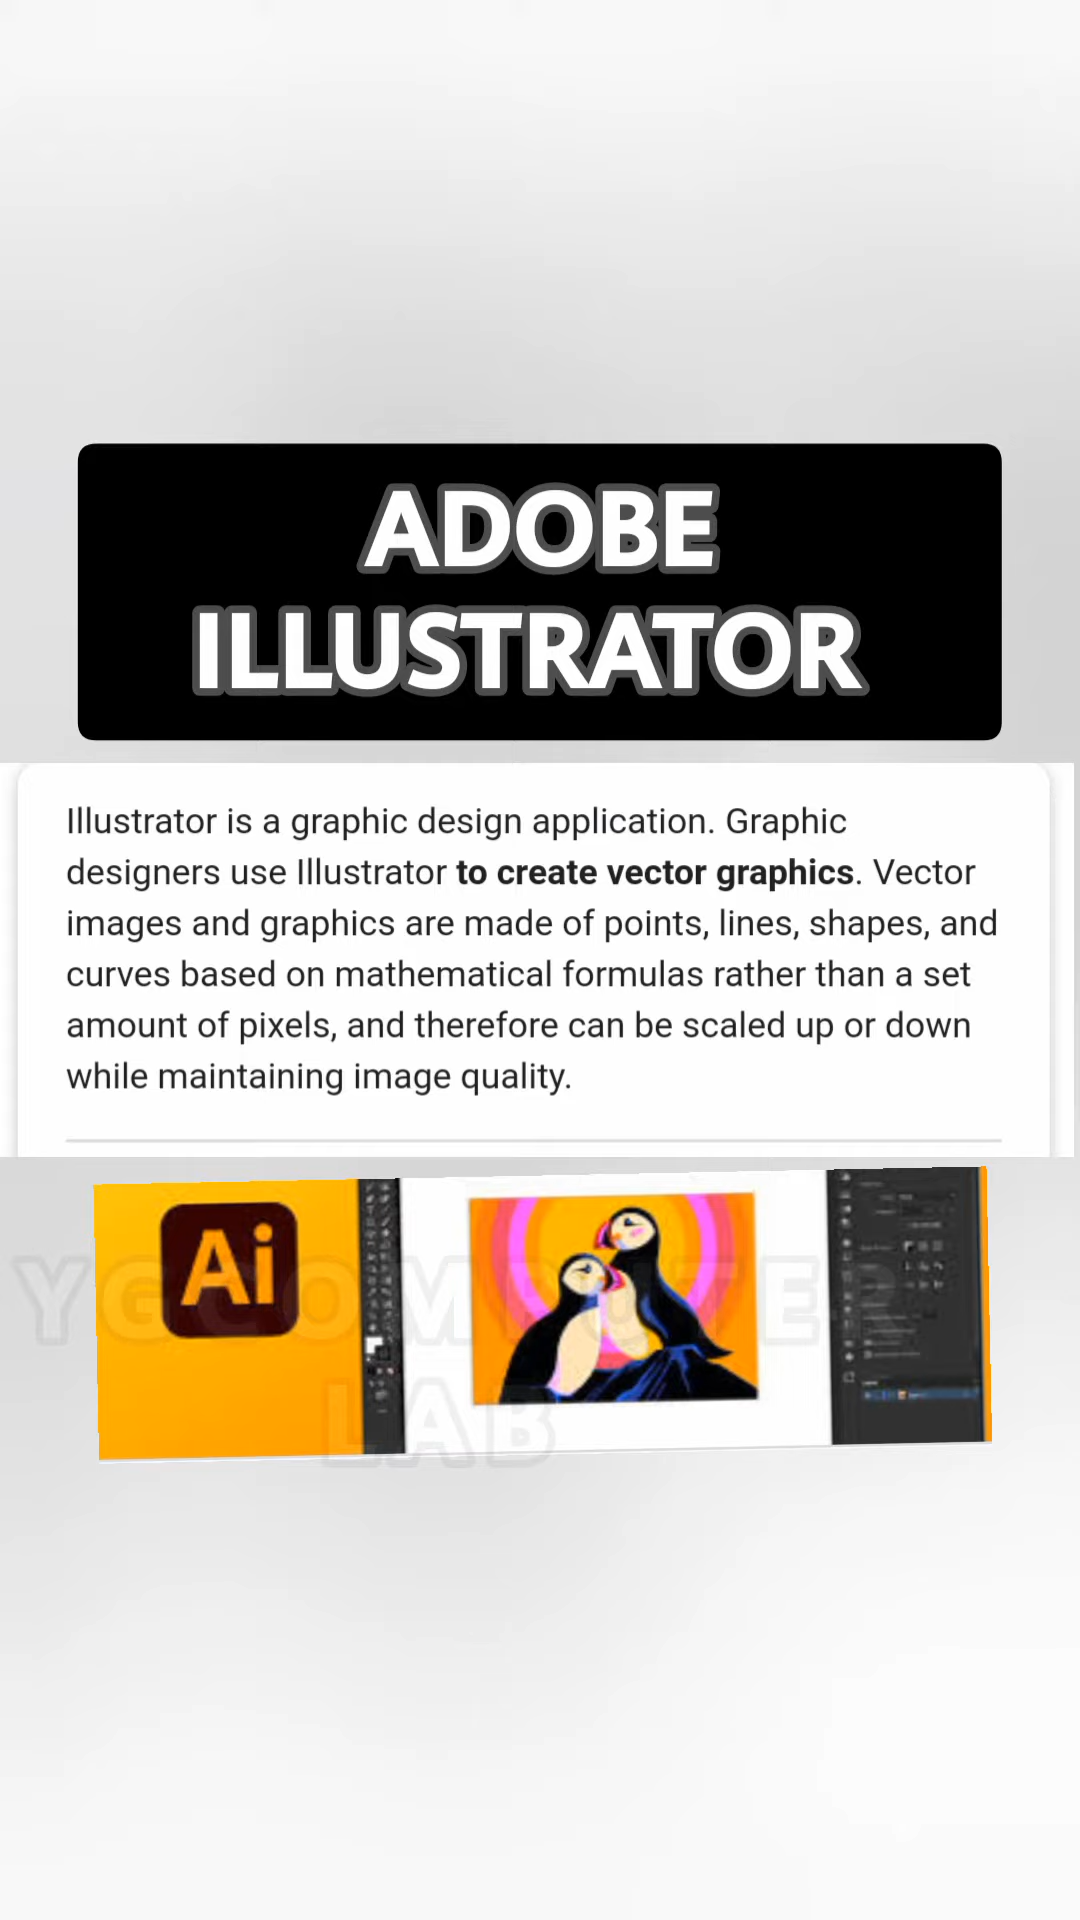 ADOBE
ILLUSTRATOR
Illustrator is a graphic design application. Graphic
designers use Illustrator to create vector graphics. Vector
images and graphics are made of points, lines, shapes, and
curves based on mathematical formulas rather than a set
amount of pixels, and therefore can be scaled up or down
while maintaining image quality.
Ai
YGCOMPUTER
LAB